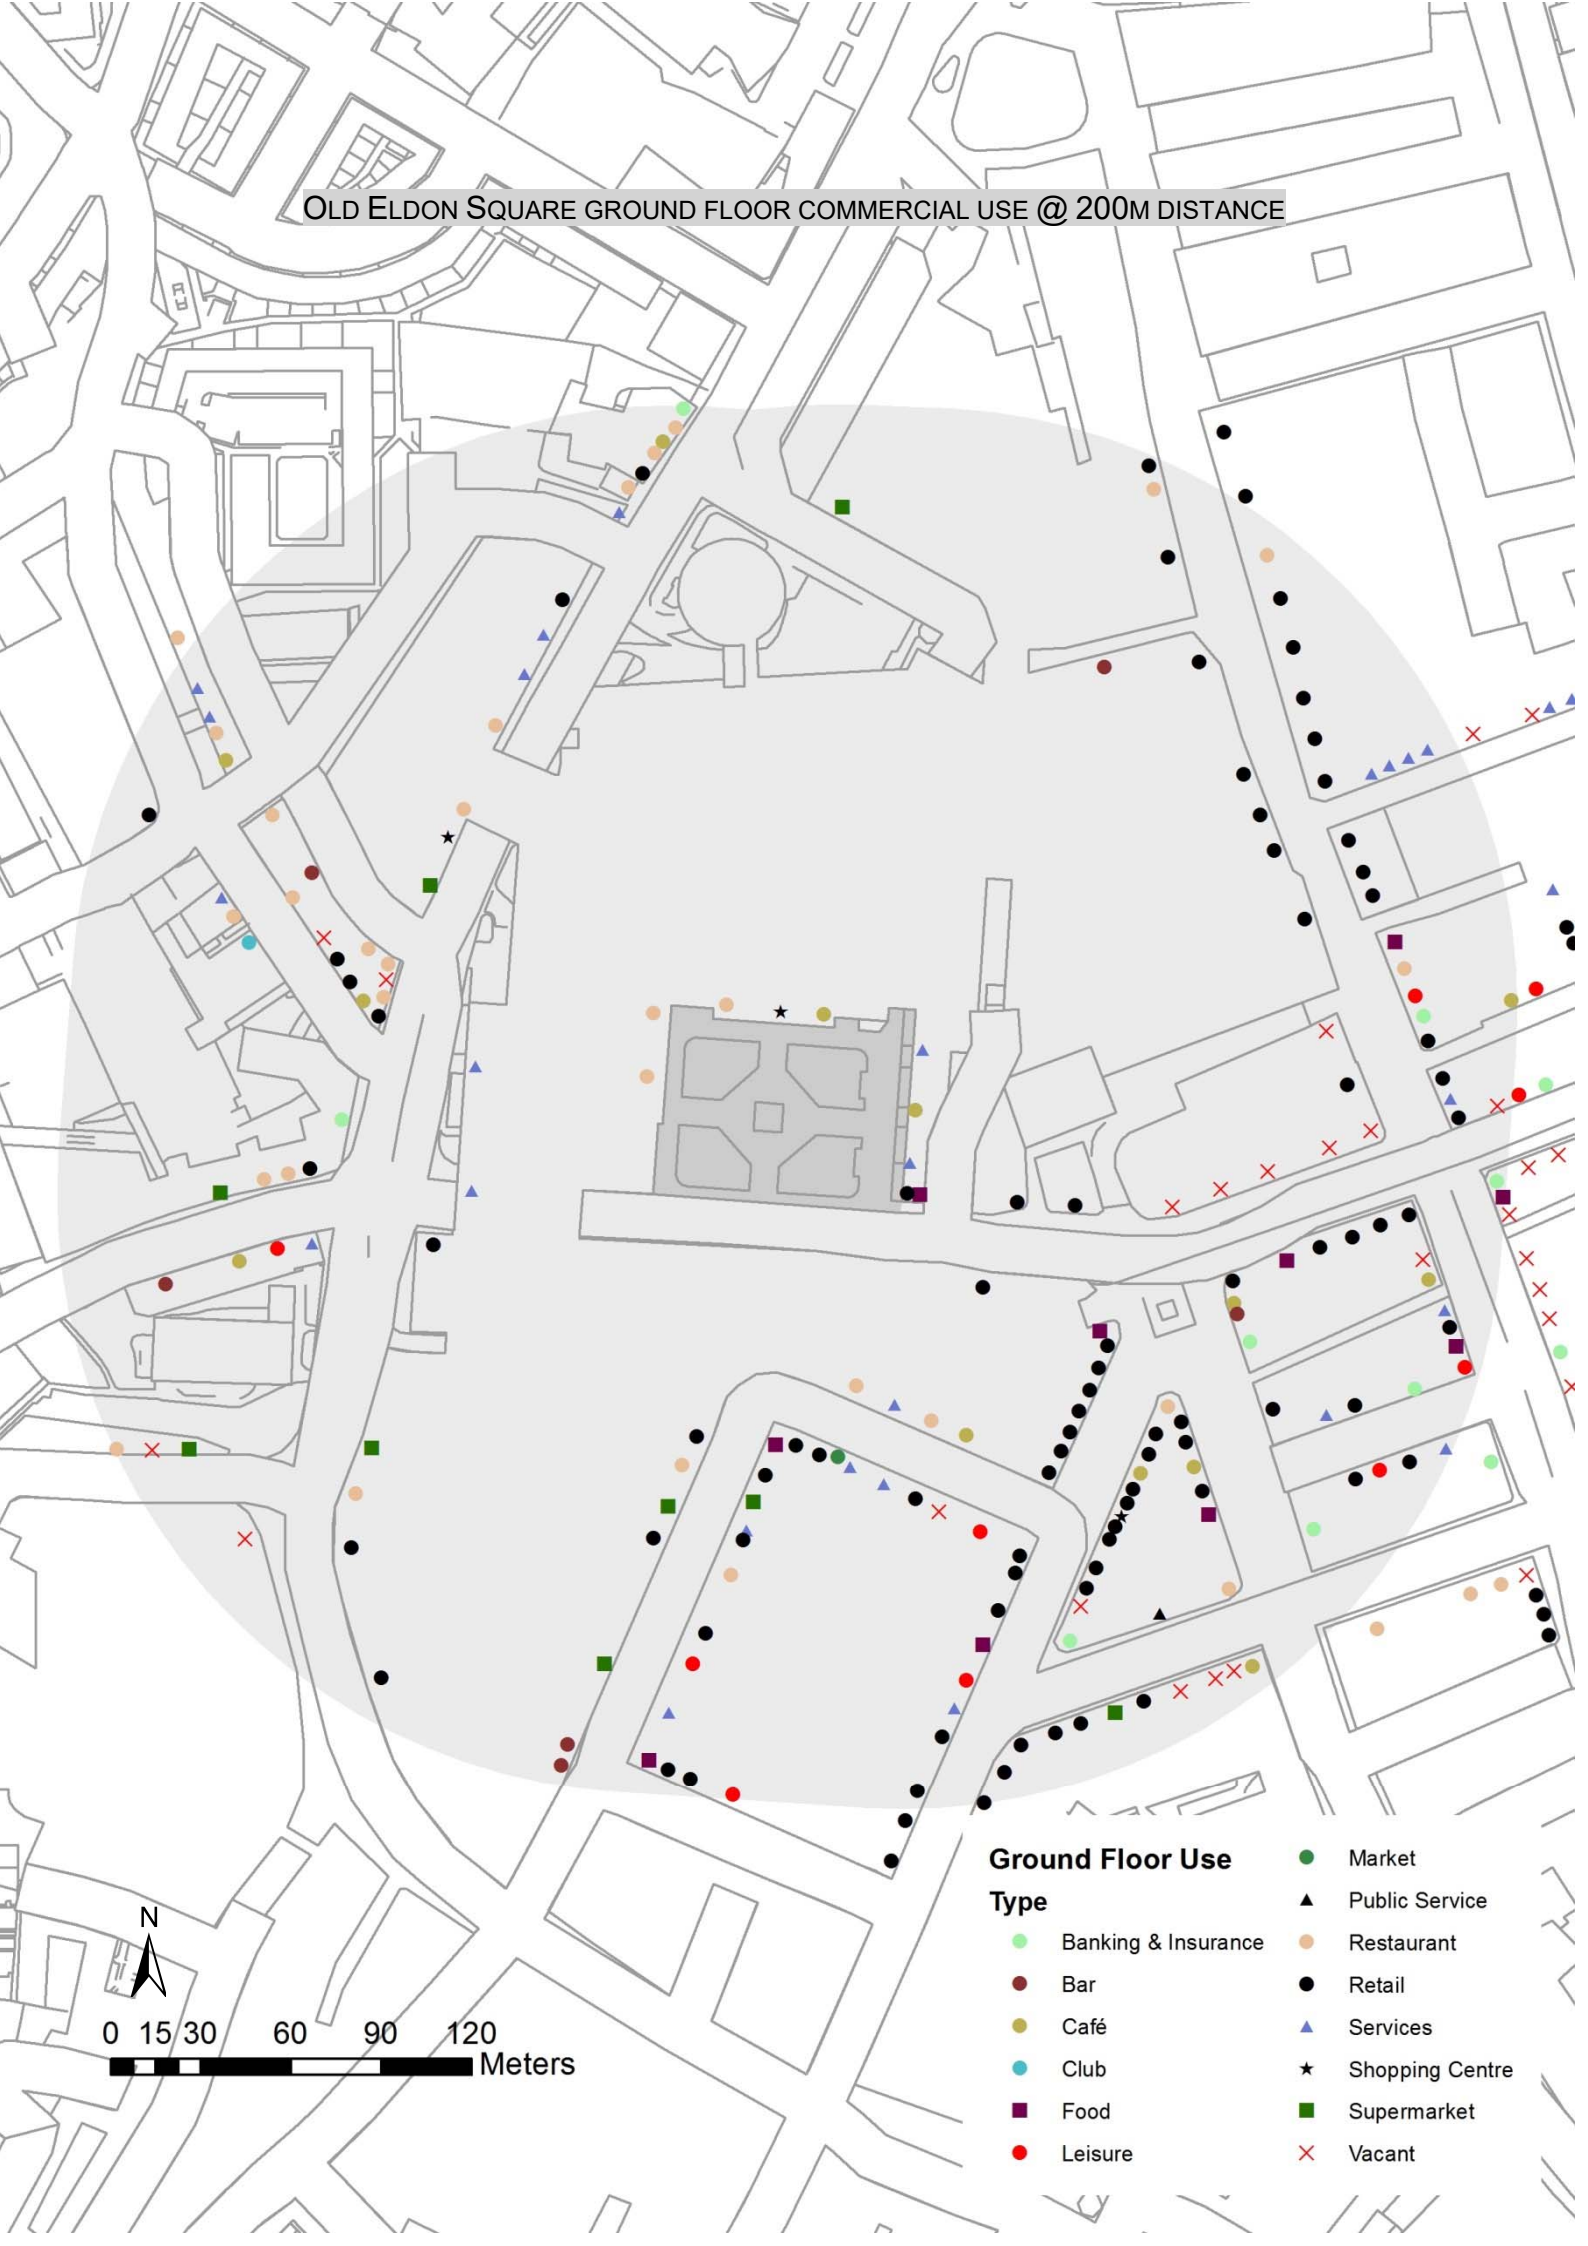 OLD ELDON SQUARE GROUND FLOOR COMMERCIAL USE @ 200M DISTANCE
N
0 15 30 60 90 120
Meters
Ground Floor Use
Type
Banking & Insurance
Bar
Café
Club
Food
Leisure
Market
Public Service
Restaurant
Retail
Services
Shopping Centre
Supermarket
Vacant